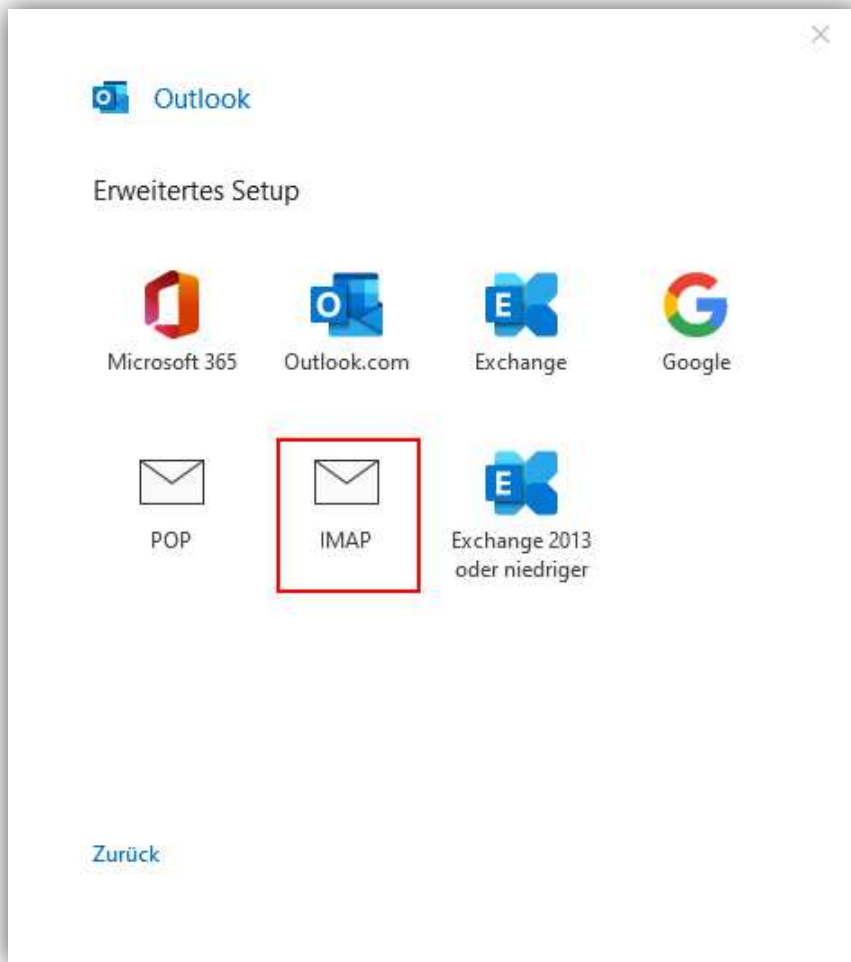 Outlook
Erweitertes Setup
Microsoft 365
Outlook.com
Exchange
Google
POP
IMAP
Exchange 2013
oder niedriger
Zurück